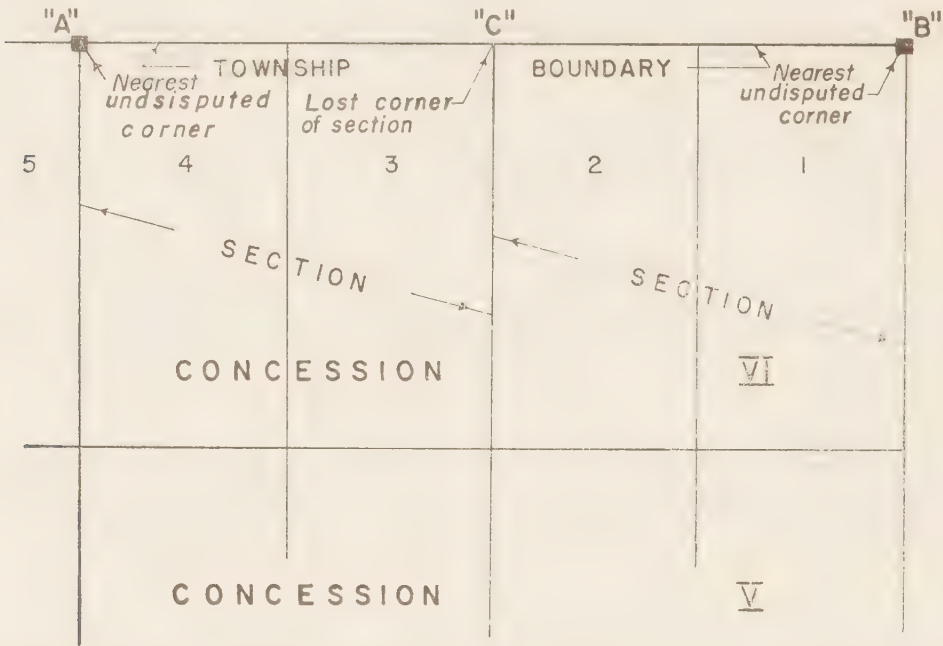 "A" "C" "B"
TOWNSHIP BOUNDARY
Nearest
undsisputed
corner
Lost corner
of section
Nearest
undisputed
corner
5 4 3 2 1
SECTION SECTION
CONCESSION VI
CONCESSION V